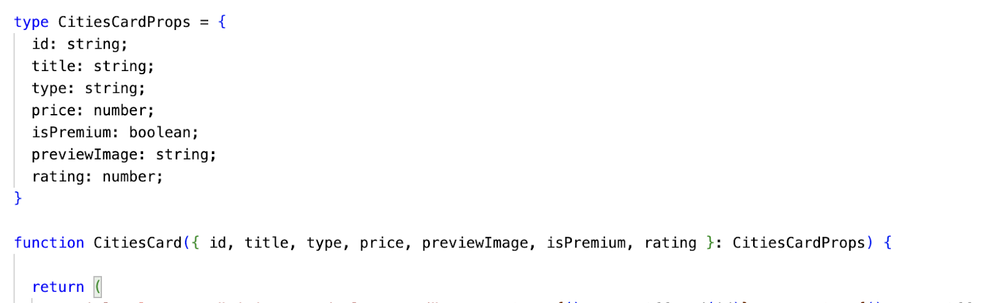 type CitiesCardProps = {
id: string;
title: string;
type: string;
price: number;
isPremium: boolean;
previewImage: string;
rating: number;
}
function CitiesCard({ id, title, type, price, previewImage, isPremium, rating }: CitiesCardProps) {
return (